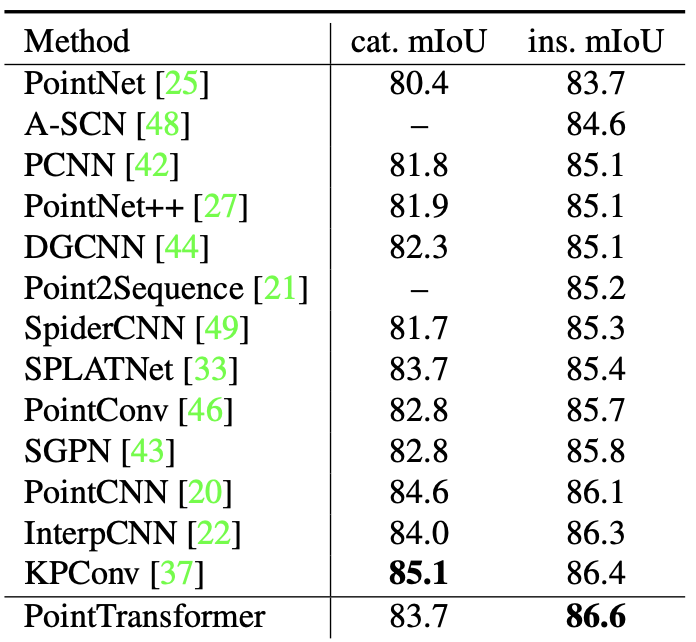 Method cat. mIoU ins. mIoU
PointNet [25] 80.4 83.7
A-SCN [48] – 84.6
PCNN [42] 81.8 85.1
PointNet++ [27] 81.9 85.1
DGCNN [44] 82.3 85.1
Point2Sequence [21] – 85.2
SpiderCNN [49] 81.7 85.3
SPLATNet [33] 83.7 85.4
PointConv [46] 82.8 85.7
SGPN [43] 82.8 85.8
PointCNN [20] 84.6 86.1
InterpCNN [22] 84.0 86.3
KPConv [37] 85.1 86.4
PointTransformer 83.7 86.6